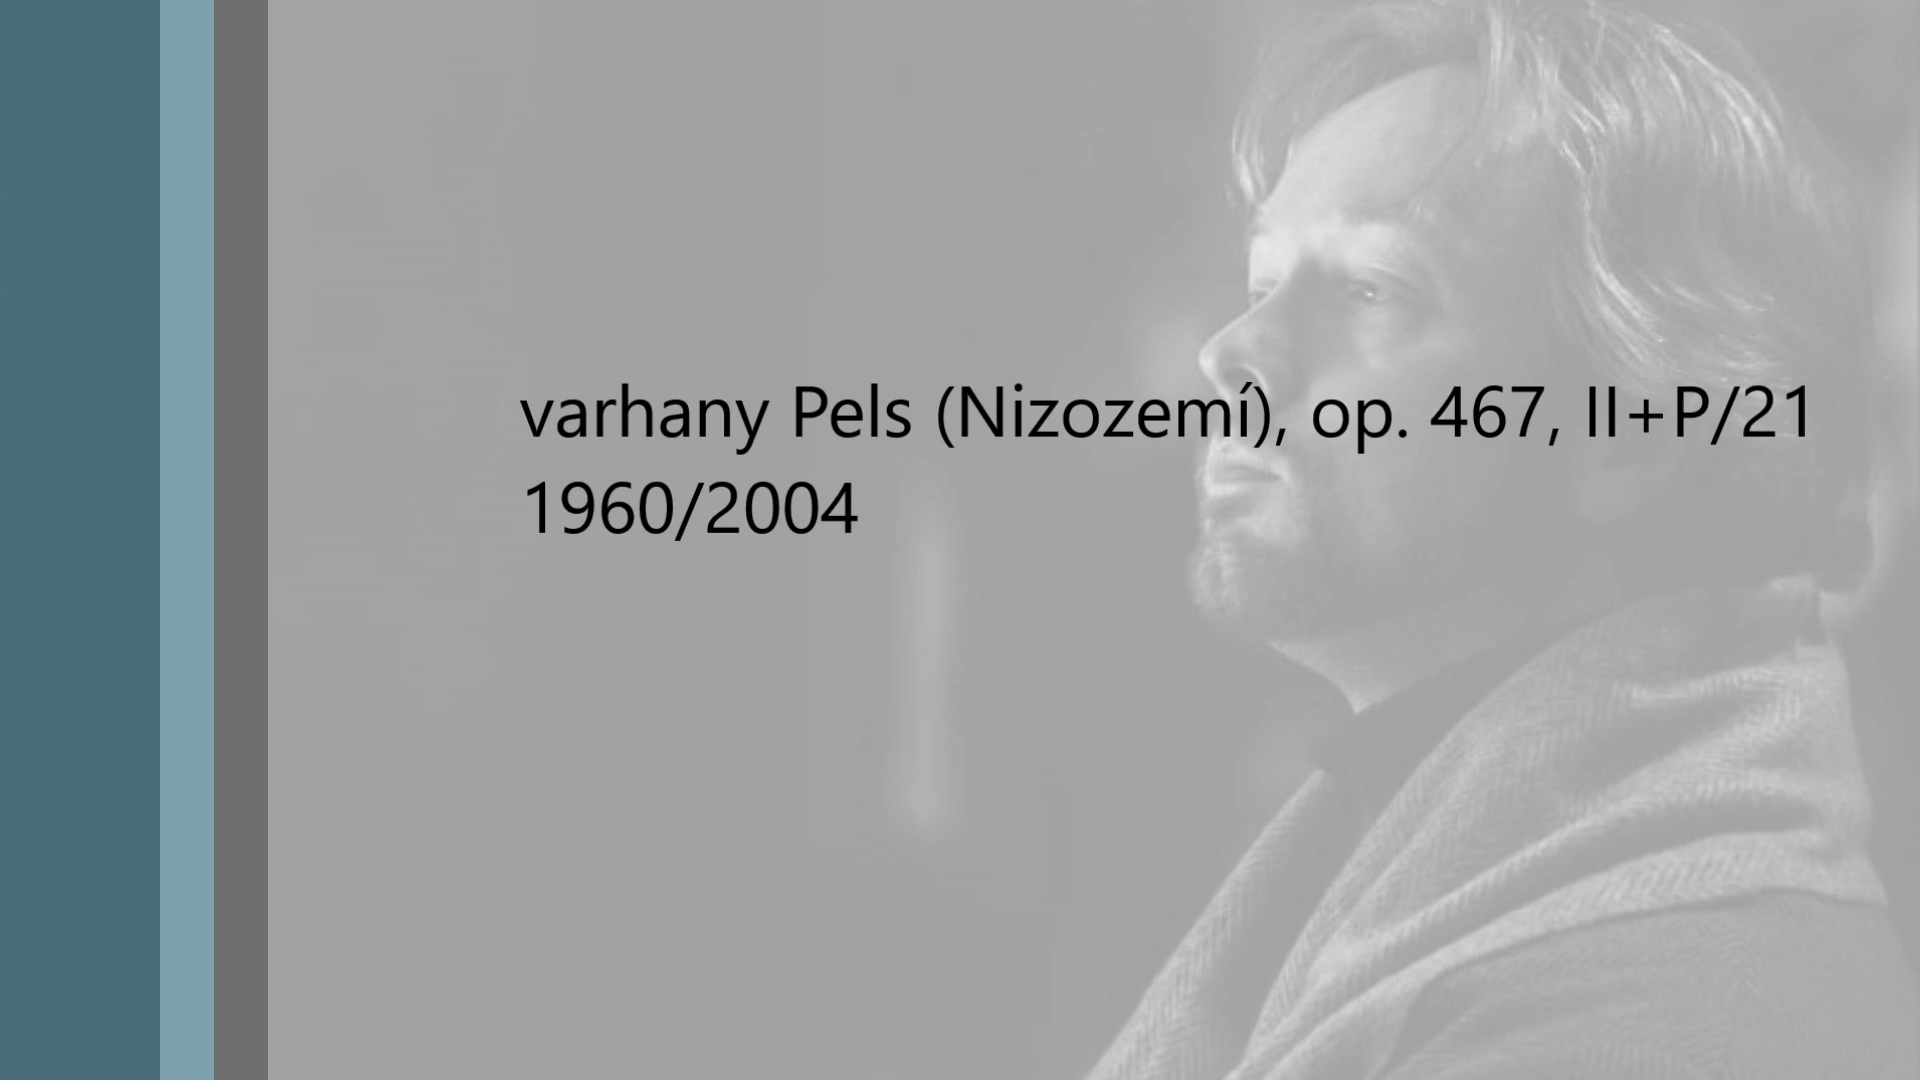 varhany Pels (Nizozemí), op. 467, II+P/21
1960/2004